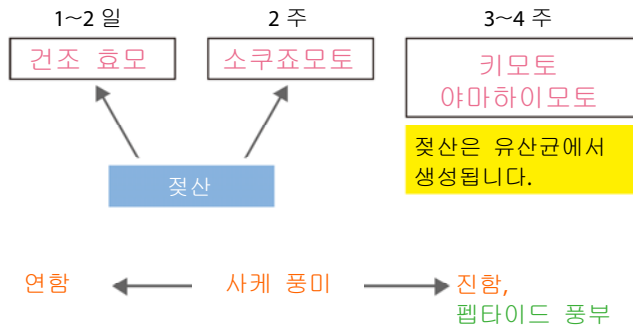 1~2 일
2 주
3~4 주
건조 효모
소쿠죠모토
키모토
야마하이모토
젖산은 유산균에서
생성됩니다.
젖산
연함
사케 풍미
진함,
펩타이드 풍부